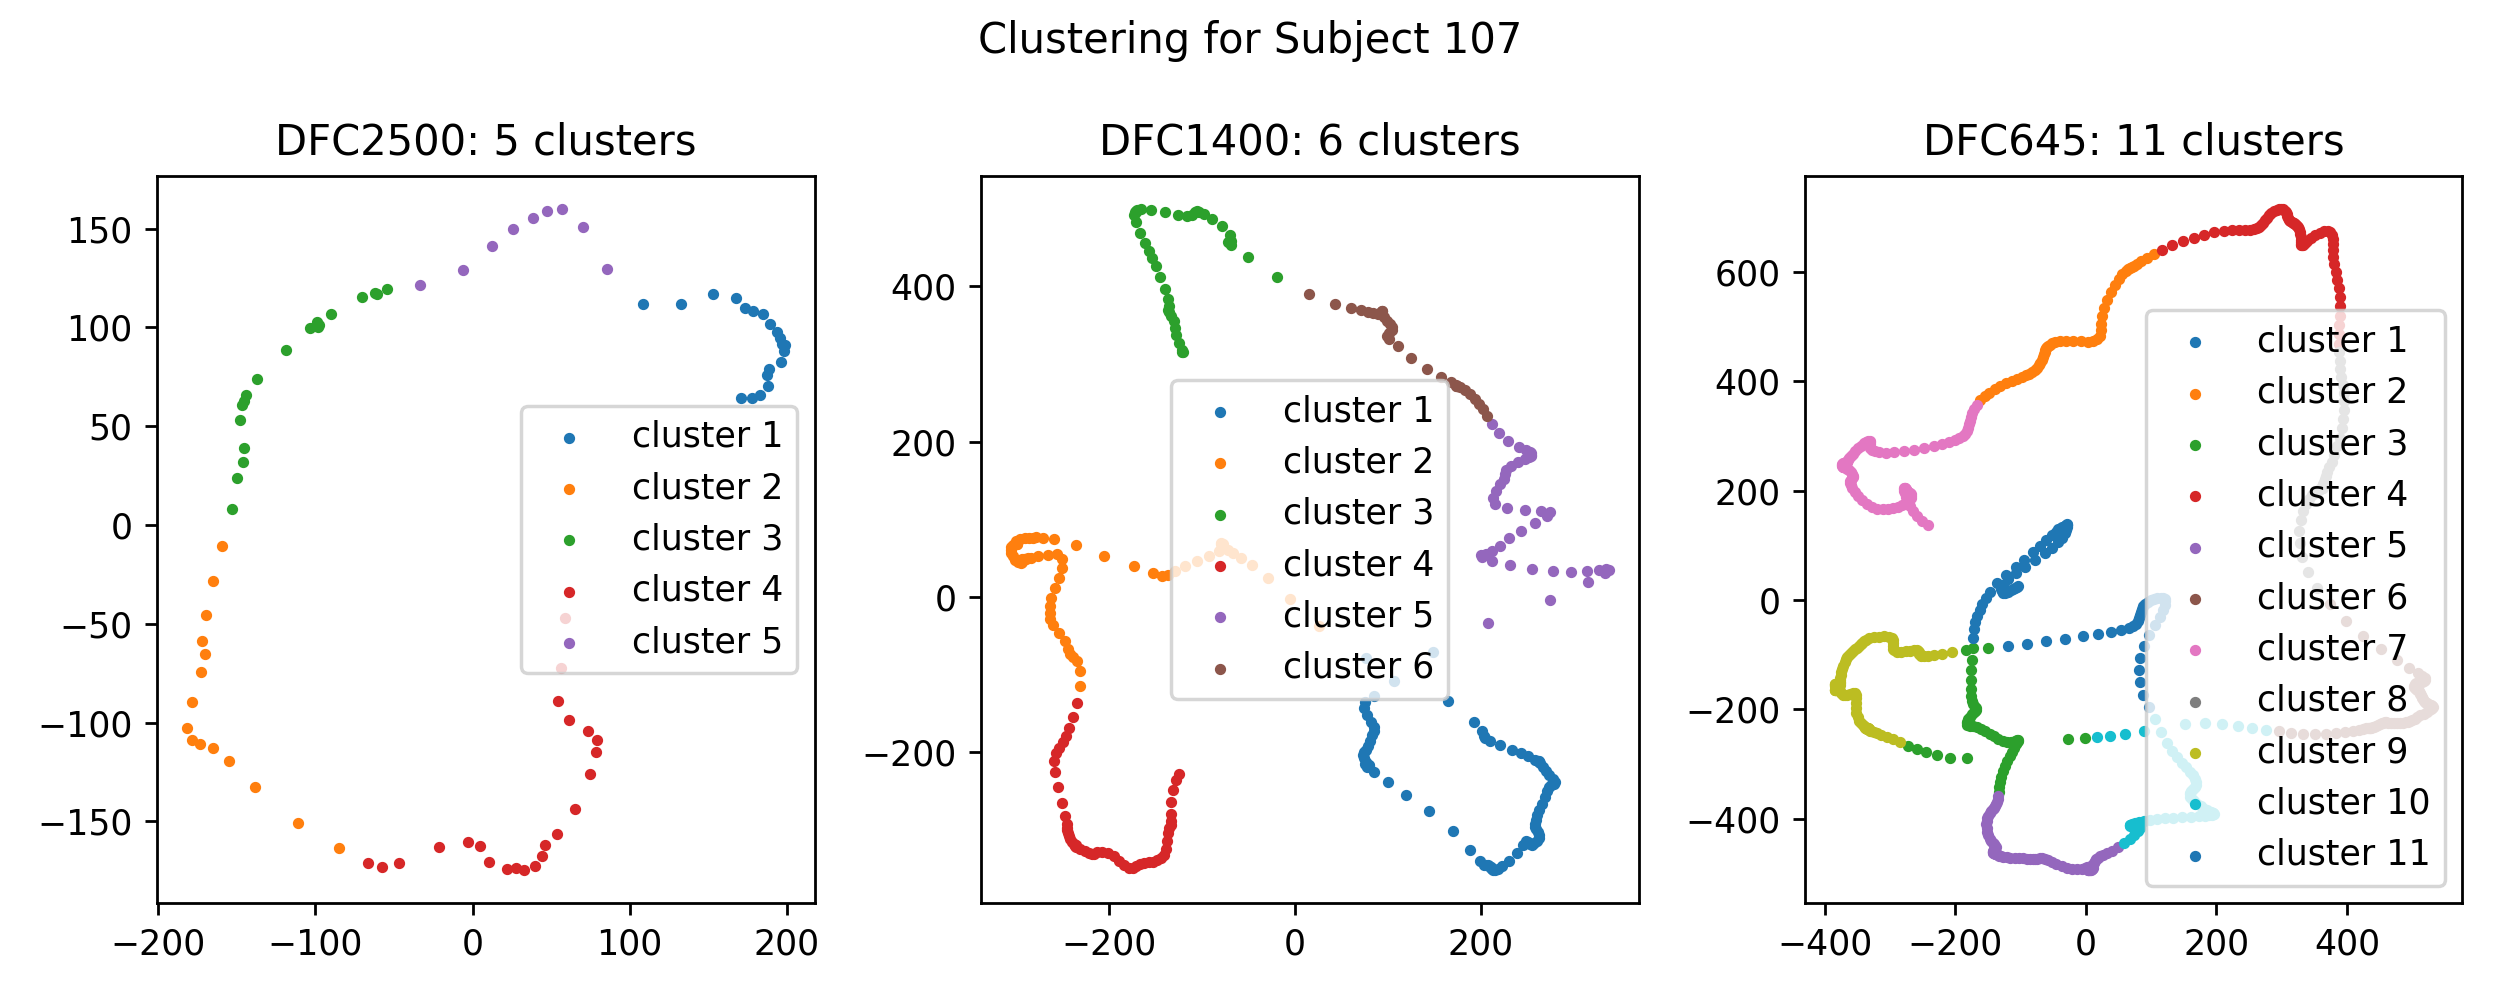 Clustering for Subject 107
DFC2500: 5 clusters
150
100
50
0
−50
−100
−150
−200
−100
0
100
200
cluster 1
cluster 2
cluster 3
cluster 4
cluster 5
DFC1400: 6 clusters
400
200
0
−200
−200
0
200
cluster 1
cluster 2
cluster 3
cluster 4
cluster 5
cluster 6
DFC645: 11 clusters
600
400
200
0
−200
−400
−400
−200
0
200
400
cluster 1
cluster 2
cluster 3
cluster 4
cluster 5
cluster 6
cluster 7
cluster 8
cluster 9
cluster 10
cluster 11